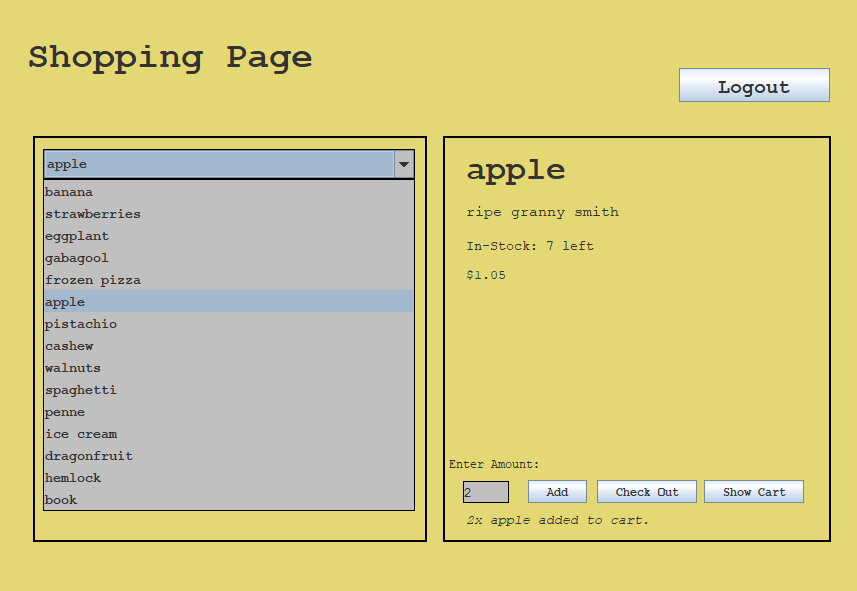 Shopping Page
Logout
apple
banana
strawberries
eggplant
gabagool
frozen pizza
apple
pistachio
cashew
walnuts
spaghetti
penne
ice cream
dragonfruit
hemlock
book
apple
ripe granny smith
In-Stock: 7 left
$1.05
Enter Amount:
2
Add
Check Out
Show Cart
2x apple added to cart.